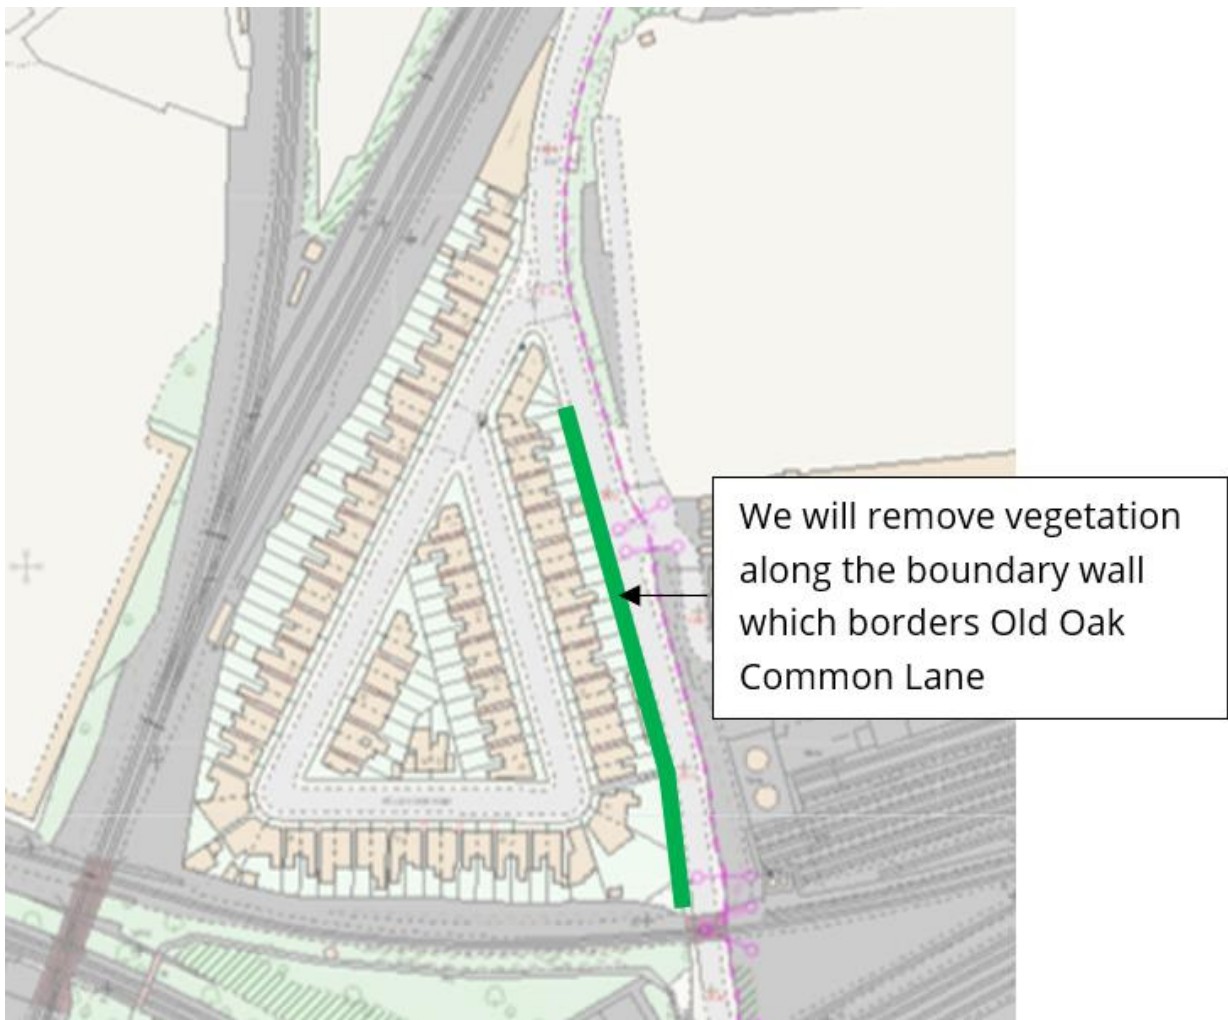 We will remove vegetation
along the boundary wall
which borders Old Oak
Common Lane